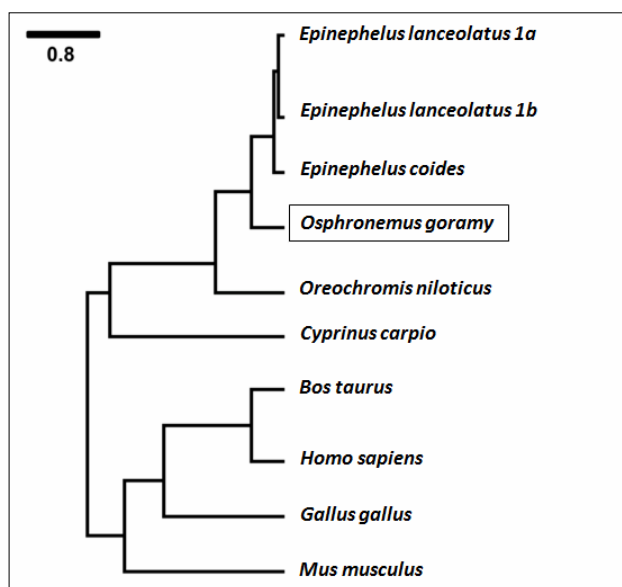 0.8
Epinephelus lanceolatus 1a
Epinephelus lanceolatus 1b
Epinephelus coides
Osphronemus goramy
Oreochromis niloticus
Cyprinus carpio
Bos taurus
Homo sapiens
Gallus gallus
Mus musculus